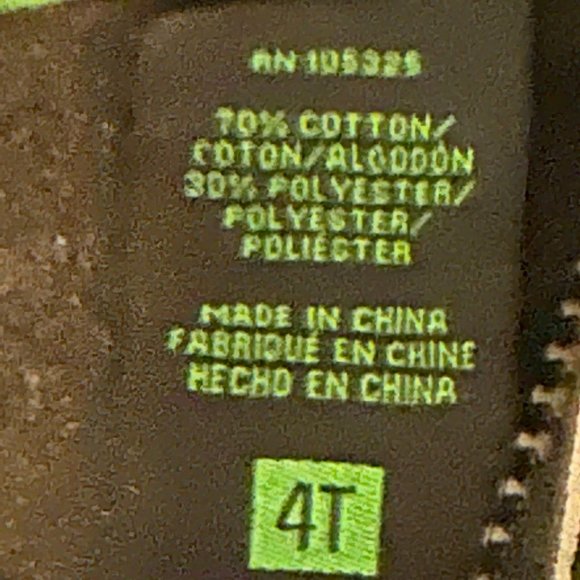 RN 105325
70% COTTON/
COTON/ALGODÓN
30% POLYESTER/
POLYESTER/
POLIÉSTER
MADE IN CHINA
FABRIQUÉ EN CHINE
HECHO EN CHINA
4T